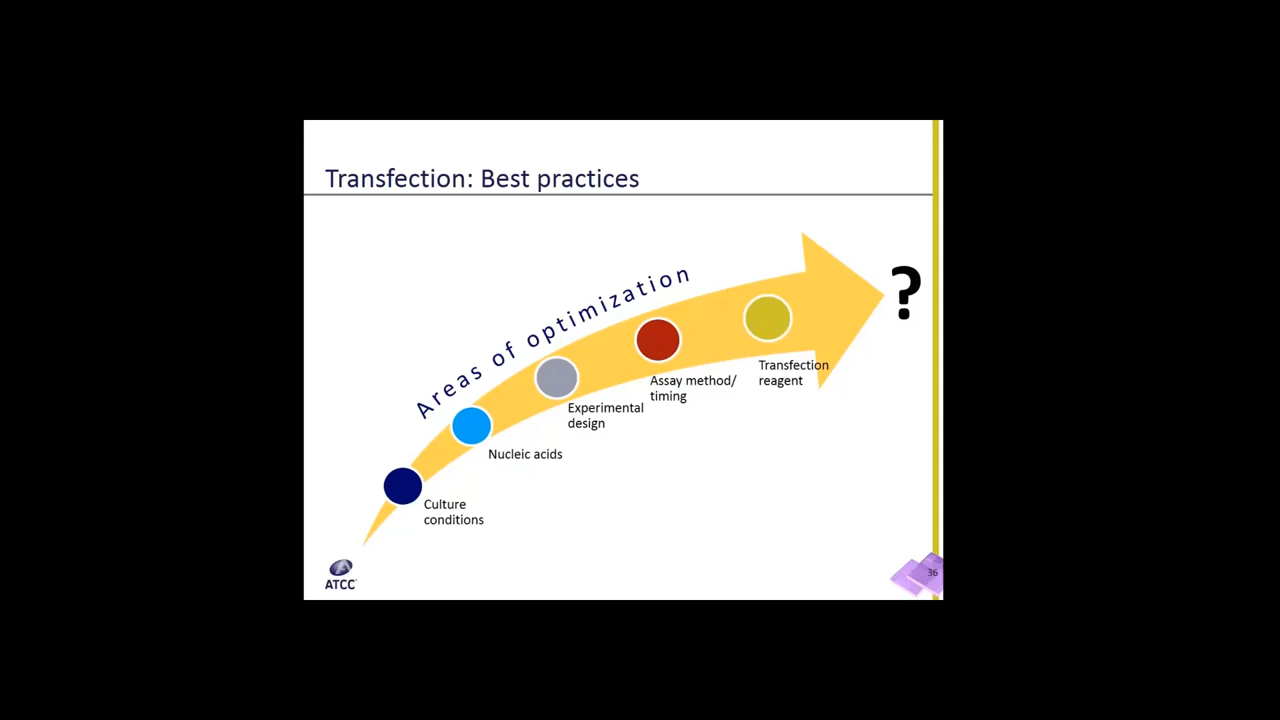 Transfection: Best practices
Areas of optimization
?
Transfection
reagent
Assay method/
timing
Experimental
design
Nucleic acids
Culture
conditions
ATCC
36